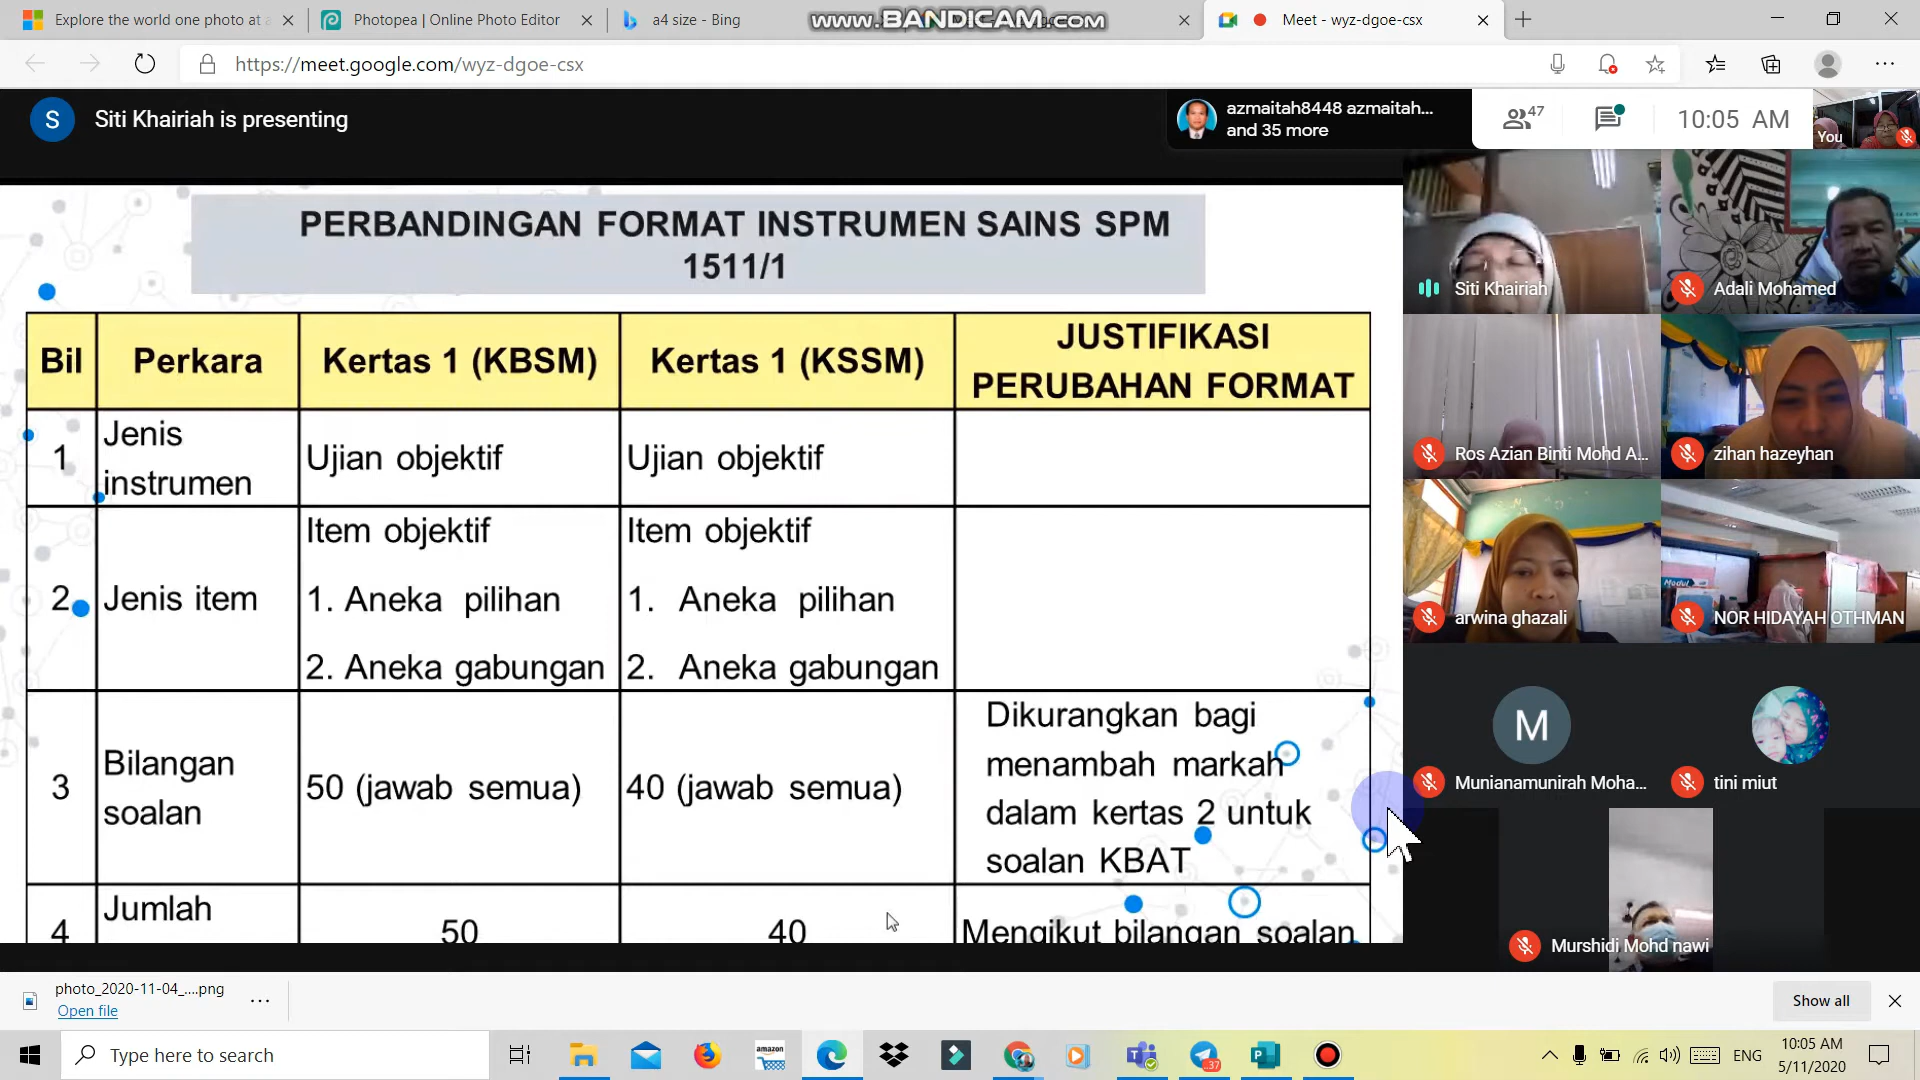 Explore the world one photo at a
Photopea | Online Photo Editor
a4 size - Bing
www.BANDICAM.com
Meet - wyz-dgoe-csx
https://meet.google.com/wyz-dgoe-csx
S
Siti Khairiah is presenting
azmaitah8448 azmaitah...
and 35 more
47
10:05 AM
You
PERBANDINGAN FORMAT INSTRUMEN SAINS SPM
1511/1
Bil
Perkara
Kertas 1 (KBSM)
Kertas 1 (KSSM)
JUSTIFIKASI
PERUBAHAN FORMAT
1
Jenis
instrumen
Ujian objektif
Ujian objektif
2
Jenis item
Item objektif
1. Aneka pilihan
2. Aneka gabungan
Item objektif
1. Aneka pilihan
2. Aneka gabungan
3
Bilangan
soalan
50 (jawab semua)
40 (jawab semua)
Dikurangkan bagi
menambah markah
dalam kertas 2 untuk
soalan KBAT
4
Jumlah
50
40
Mengikut bilangan soalan
Siti Khairiah
Adali Mohamed
Ros Azian Binti Mohd A...
zihan hazeyhan
arwina ghazali
Modul
NOR HIDAYAH OTHMAN
M
Munianamunirah Moha...
tini miut
Murshidi Mohd nawi
photo_2020-11-04_....png
Open file
Show all
Type here to search
amazon
37
ENG
10:05 AM
5/11/2020